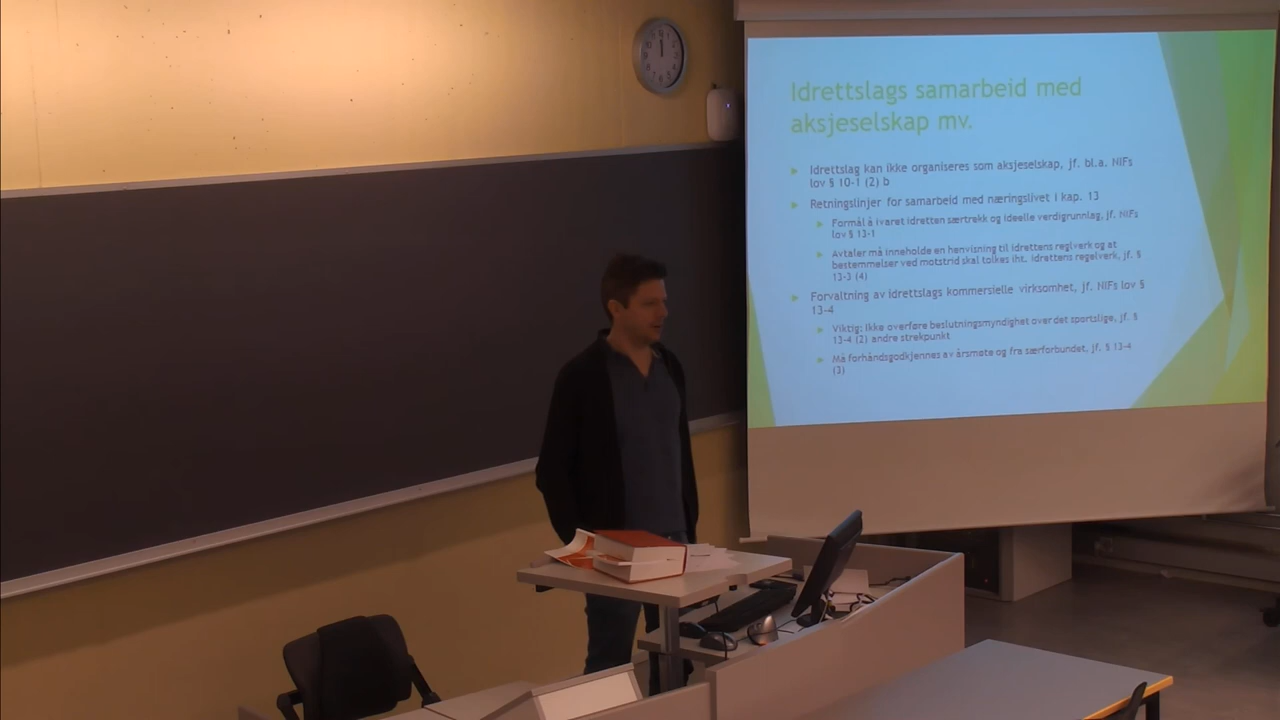 Idrettslags samarbeid med
aksjeselskap mv.
Idrettslag kan ikke organiseres som aksjeselskap, jf. bl.a. NIFs
lov § 10-1 (2) b
Retningslinjer for samarbeid med næringslivet i kap. 13
Formål å ivaret idretten særtrekk og ideelle verdigrunnlag, jf. NIFs
lov § 13-1
Avtaler må inneholde en henvisning til idrettens reglverk og at
bestemmelser ved motstrid skal tolkes iht. idrettens regelverk, jf. §
13-3 (4)
Forvaltning av idrettslags kommersielle virksomhet, jf. NIFs lov §
13-4
Viktig: ikke overføre beslutningsmyndighet over det sportslige, jf. §
13-4 (2) andre strekpunkt
Må forhåndsgodkjennes av årsmøte og fra særforbundet, jf. § 13-4
(3)